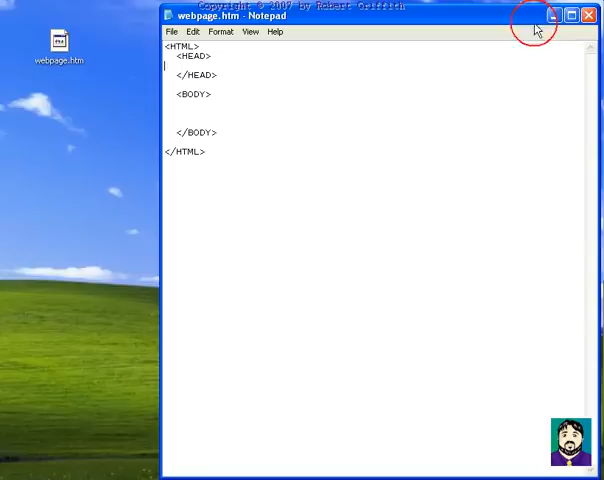 Copyright © 2007 by Robert Griffith
webpage.htm - Notepad
File Edit Format View Help
webpage.htm
<HTML>
<HEAD>
</HEAD>
<BODY>
</BODY>
</HTML>